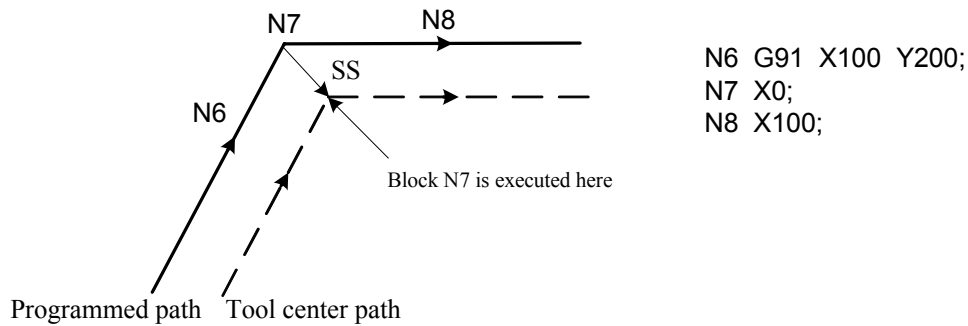 N7
N8
SS
N6
Block N7 is executed here
Programmed path
Tool center path
N6 G91 X100 Y200;
N7 X0;
N8 X100;